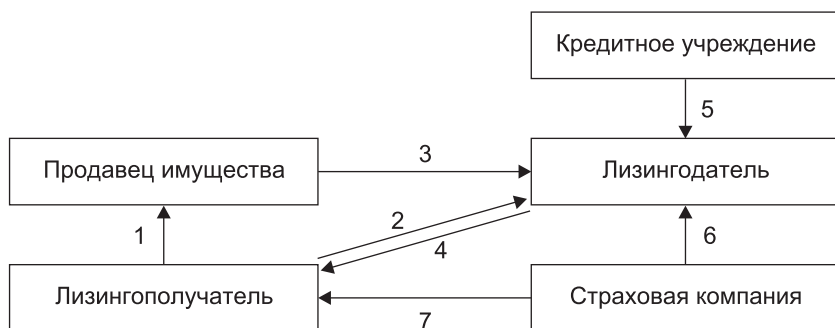 Кредитное учреждение
5
Продавец имущества
3
Лизингодатель
1
2
4
6
Лизингополучатель
7
Страховая компания